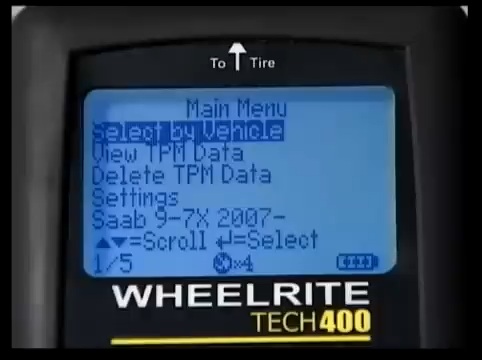 To ↑ Tire
Main Menu
Select by Vehicle
View TPM Data
Delete TPM Data
Settings
Saab 9-7X 2007-
▲▼=Scroll ↵=Select
1/5 x4
WHEELRITE
TECH400